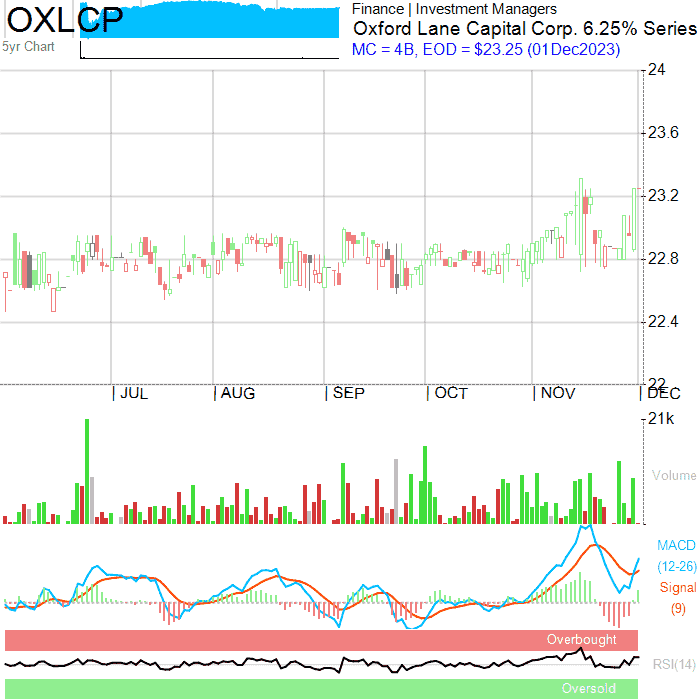 OXLCP
Finance | Investment Managers
Oxford Lane Capital Corp. 6.25% Series
5yr Chart
MC = 4B, EOD = $23.25 (01Dec2023)
24
23.6
23.2
22.8
22.4
22
| JUL | AUG | SEP | OCT | NOV | DEC
21k
Volume
MACD
(12-26)
Signal
(9)
Overbought
RSI(14)
Oversold